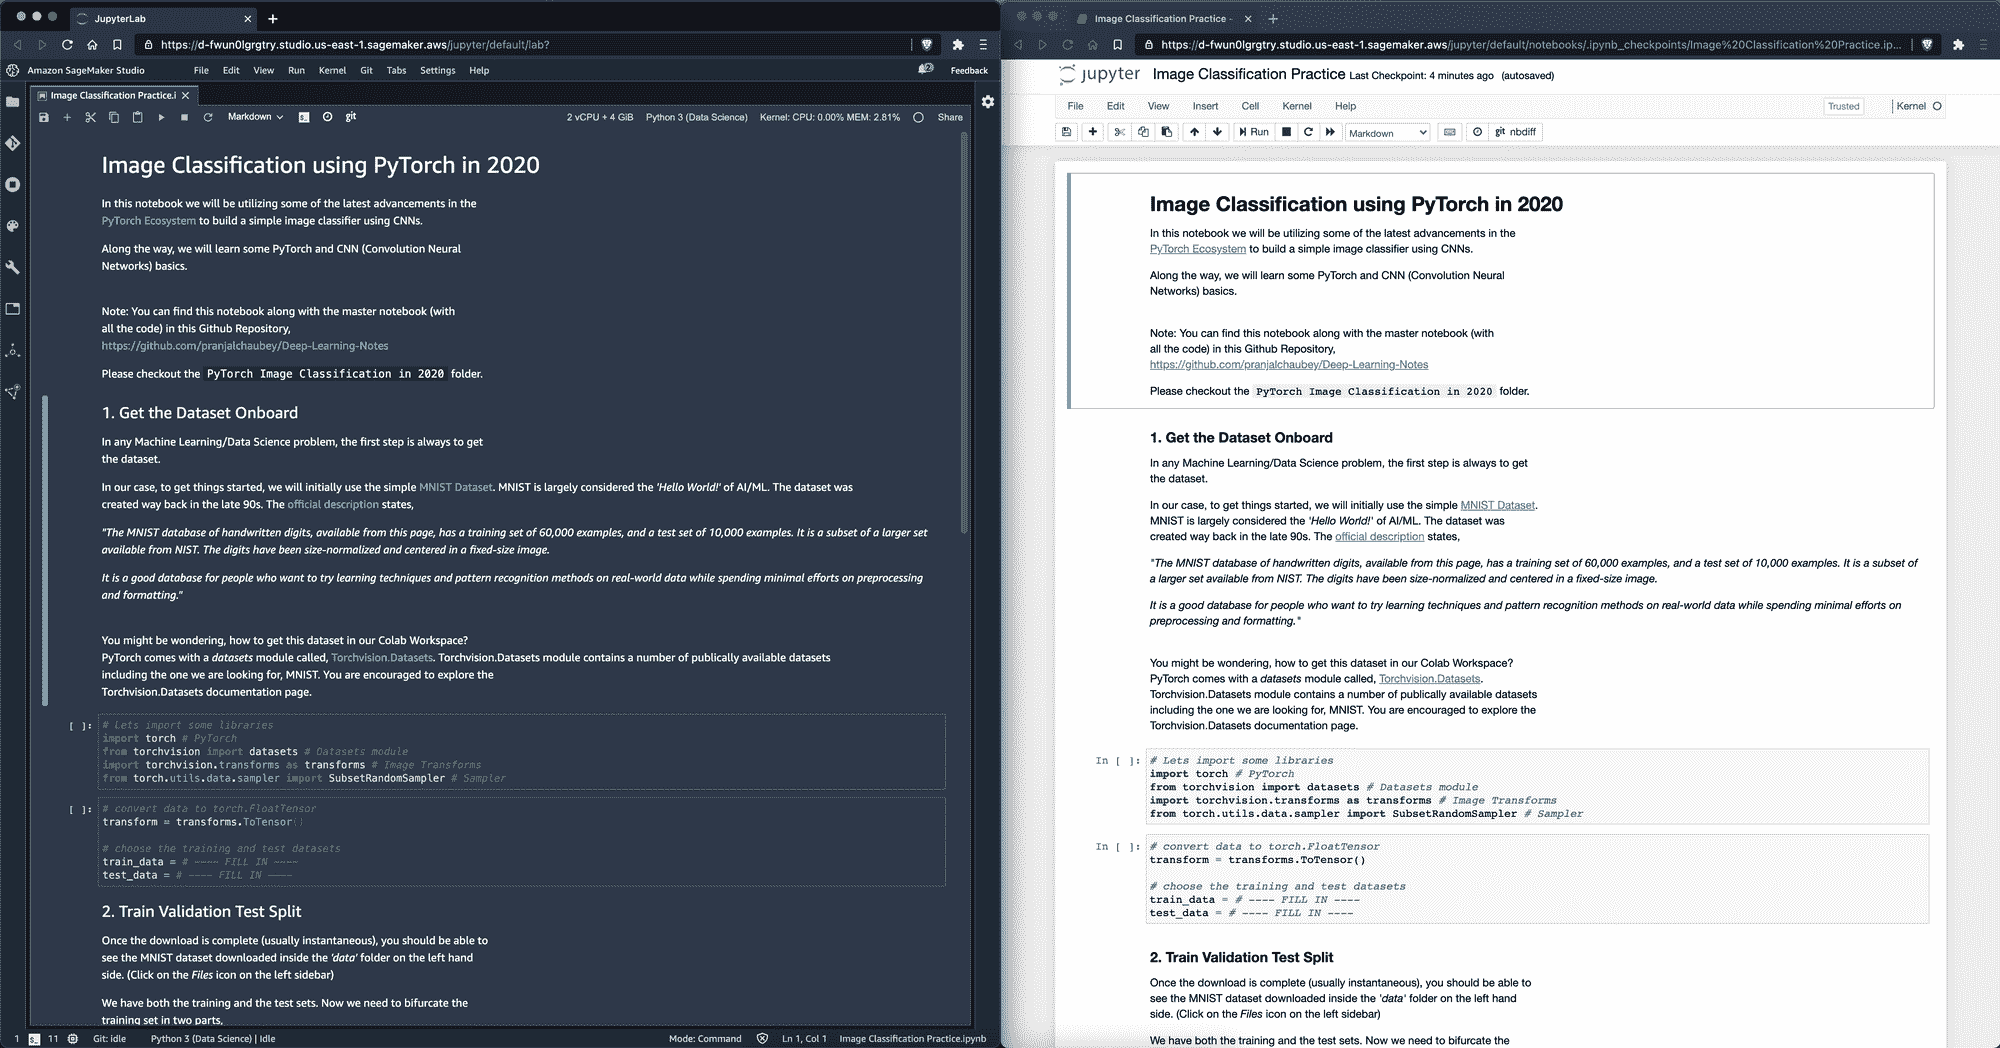 JupyterLab
https://d-fwun0lgrgtry.studio.us-east-1.sagemaker.aws/jupyter/default/lab?
Amazon SageMaker Studio File Edit View Run Kernel Git Tabs Settings Help 2 Feedback
Image Classification Practice.i
Markdown git 2 vCPU + 4 GiB Python 3 (Data Science) Kernel: CPU: 0.00% MEM: 2.81% Share
Image Classification using PyTorch in 2020
In this notebook we will be utilizing some of the latest advancements in the
PyTorch Ecosystem to build a simple image classifier using CNNs.
Along the way, we will learn some PyTorch and CNN (Convolution Neural
Networks) basics.
Note: You can find this notebook along with the master notebook (with
all the code) in this Github Repository,
https://github.com/pranjalchaubey/Deep-Learning-Notes
Please checkout the PyTorch Image Classification in 2020 folder.
1. Get the Dataset Onboard
In any Machine Learning/Data Science problem, the first step is always to get
the dataset.
In our case, to get things started, we will initially use the simple MNIST Dataset. MNIST is largely considered the 'Hello World!' of AI/ML. The dataset was
created way back in the late 90s. The official description states,
"The MNIST database of handwritten digits, available from this page, has a training set of 60,000 examples, and a test set of 10,000 examples. It is a subset of a larger set
available from NIST. The digits have been size-normalized and centered in a fixed-size image.
It is a good database for people who want to try learning techniques and pattern recognition methods on real-world data while spending minimal efforts on preprocessing
and formatting."
You might be wondering, how to get this dataset in our Colab Workspace?
PyTorch comes with a datasets module called, Torchvision.Datasets. Torchvision.Datasets module contains a number of publically available datasets
including the one we are looking for, MNIST. You are encouraged to explore the
Torchvision.Datasets documentation page.
[ ]: # Lets import some libraries
import torch # PyTorch
from torchvision import datasets # Datasets module
import torchvision.transforms as transforms # Image Transforms
from torch.utils.data.sampler import SubsetRandomSampler # Sampler
[ ]: # convert data to torch.FloatTensor
transform = transforms.ToTensor()
# choose the training and test datasets
train_data = # ---- FILL IN ----
test_data = # ---- FILL IN ----
2. Train Validation Test Split
Once the download is complete (usually instantaneous), you should be able to
see the MNIST dataset downloaded inside the 'data' folder on the left hand
side. (Click on the Files icon on the left sidebar)
We have both the training and the test sets. Now we need to bifurcate the
training set in two parts,
1 11 Git: idle Python 3 (Data Science) | Idle Mode: Command Ln 1, Col 1 Image Classification Practice.ipynb
Image Classification Practice -
https://d-fwun0lgrgtry.studio.us-east-1.sagemaker.aws/jupyter/default/notebooks/.ipynb_checkpoints/Image%20Classification%20Practice.ip...
jupyter Image Classification Practice Last Checkpoint: 4 minutes ago (autosaved)
File Edit View Insert Cell Kernel Help Trusted Kernel
Run Markdown git nbdiff
Image Classification using PyTorch in 2020
In this notebook we will be utilizing some of the latest advancements in the
PyTorch Ecosystem to build a simple image classifier using CNNs.
Along the way, we will learn some PyTorch and CNN (Convolution Neural
Networks) basics.
Note: You can find this notebook along with the master notebook (with
all the code) in this Github Repository,
https://github.com/pranjalchaubey/Deep-Learning-Notes
Please checkout the PyTorch Image Classification in 2020 folder.
1. Get the Dataset Onboard
In any Machine Learning/Data Science problem, the first step is always to get
the dataset.
In our case, to get things started, we will initially use the simple MNIST Dataset.
MNIST is largely considered the 'Hello World!' of AI/ML. The dataset was
created way back in the late 90s. The official description states,
"The MNIST database of handwritten digits, available from this page, has a training set of 60,000 examples, and a test set of 10,000 examples. It is a subset of
a larger set available from NIST. The digits have been size-normalized and centered in a fixed-size image.
It is a good database for people who want to try learning techniques and pattern recognition methods on real-world data while spending minimal efforts on
preprocessing and formatting."
You might be wondering, how to get this dataset in our Colab Workspace?
PyTorch comes with a datasets module called, Torchvision.Datasets.
Torchvision.Datasets module contains a number of publically available datasets
including the one we are looking for, MNIST. You are encouraged to explore the
Torchvision.Datasets documentation page.
In [ ]: # Lets import some libraries
import torch # PyTorch
from torchvision import datasets # Datasets module
import torchvision.transforms as transforms # Image Transforms
from torch.utils.data.sampler import SubsetRandomSampler # Sampler
In [ ]: # convert data to torch.FloatTensor
transform = transforms.ToTensor()
# choose the training and test datasets
train_data = # ---- FILL IN ----
test_data = # ---- FILL IN ----
2. Train Validation Test Split
Once the download is complete (usually instantaneous), you should be able to
see the MNIST dataset downloaded inside the 'data' folder on the left hand
side. (Click on the Files icon on the left sidebar)
We have both the training and the test sets. Now we need to bifurcate the